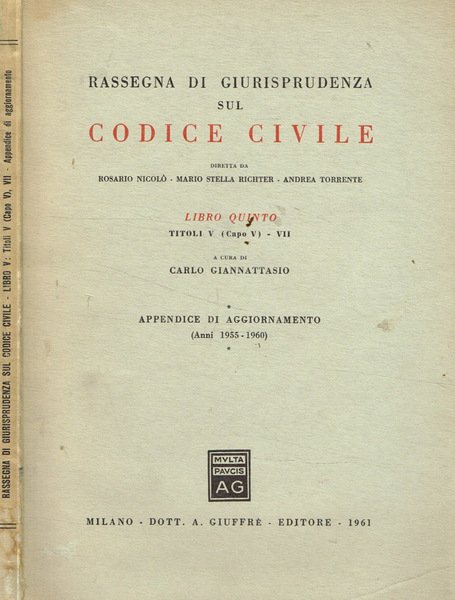 RASSEGNA DI GIURISPRUDENZA SUL CODICE CIVILE - LIBRO V: Titoli V (Capo V), VII - Appendice di aggiornamento
RASSEGNA DI GIURISPRUDENZA
SUL
CODICE CIVILE
DIRETTA DA
ROSARIO NICOLÒ - MARIO STELLA RICHTER - ANDREA TORRENTE
LIBRO QUINTO
TITOLI V (Capo V) - VII
A CURA DI
CARLO GIANNATTASIO
*
APPENDICE DI AGGIORNAMENTO
(Anni 1955-1960)
*
MVLTA
PAVCIS
AG
MILANO - DOTT. A. GIUFFRÈ - EDITORE - 1961